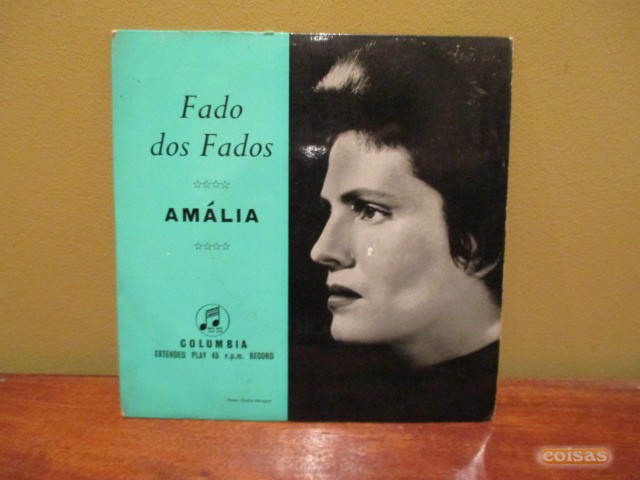 Fado
dos Fados
☆☆☆☆
AMÁLIA
☆☆☆☆
COLUMBIA
EXTENDED PLAY 45 r.p.m. RECORD
coisas